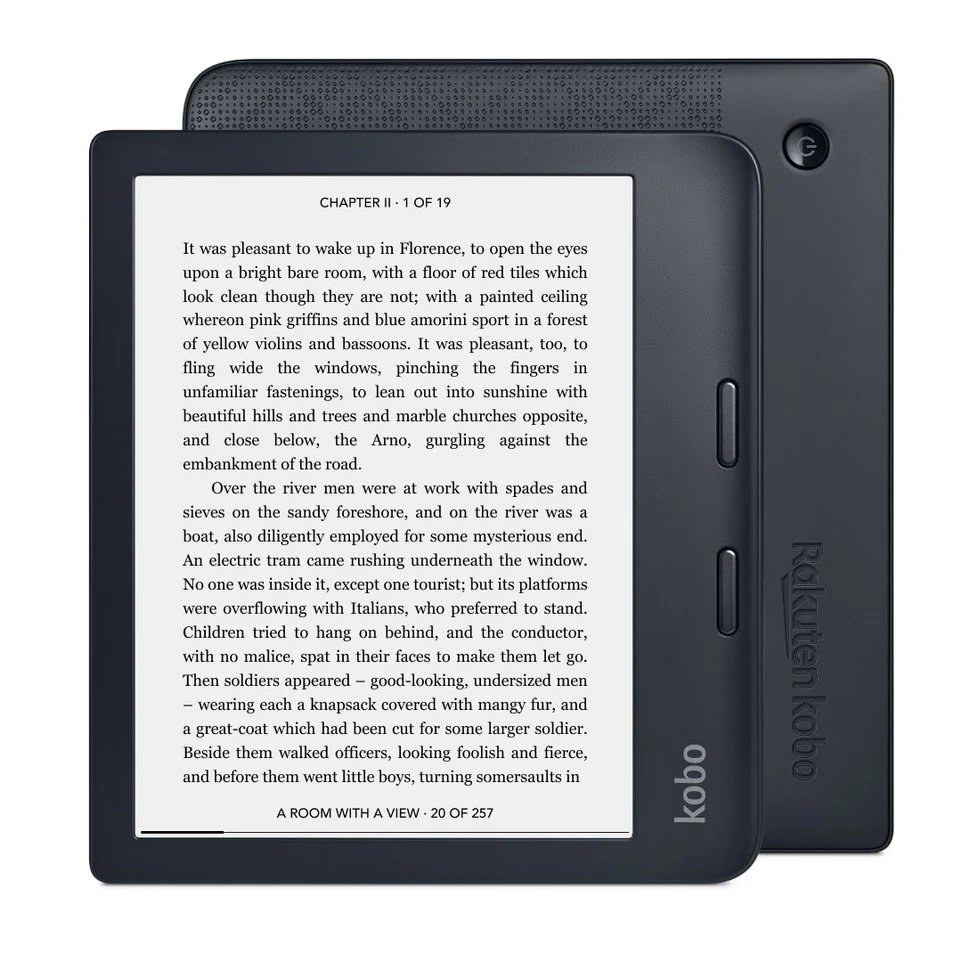 CHAPTER II · 1 OF 19
It was pleasant to wake up in Florence, to open the eyes
upon a bright bare room, with a floor of red tiles which
look clean though they are not; with a painted ceiling
whereon pink griffins and blue amorini sport in a forest
of yellow violins and bassoons. It was pleasant, too, to
fling wide the windows, pinching the fingers in
unfamiliar fastenings, to lean out into sunshine with
beautiful hills and trees and marble churches opposite,
and close below, the Arno, gurgling against the
embankment of the road.
Over the river men were at work with spades and
sieves on the sandy foreshore, and on the river was a
boat, also diligently employed for some mysterious end.
An electric tram came rushing underneath the window.
No one was inside it, except one tourist; but its platforms
were overflowing with Italians, who preferred to stand.
Children tried to hang on behind, and the conductor,
with no malice, spat in their faces to make them let go.
Then soldiers appeared – good-looking, undersized men
– wearing each a knapsack covered with mangy fur, and
a great-coat which had been cut for some larger soldier.
Beside them walked officers, looking foolish and fierce,
and before them went little boys, turning somersaults in
A ROOM WITH A VIEW · 20 OF 257
kobo
Rakuten kobo